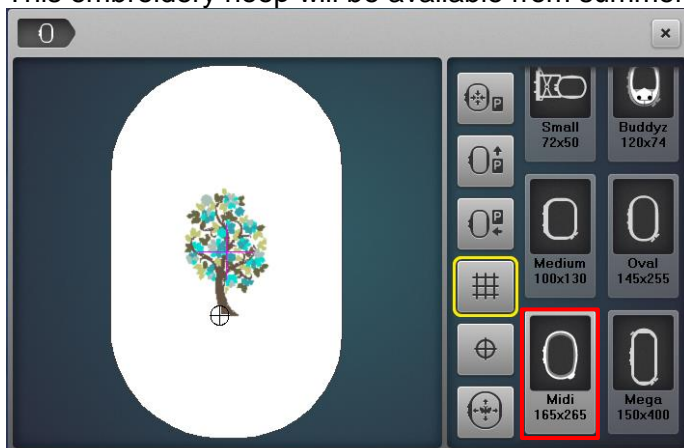 This embroidery hoop will be available from summer
Small
72x50
Buddyz
120x74
P
P
P
Medium
100x130
Oval
145x255
Midi
165x265
Mega
150x400